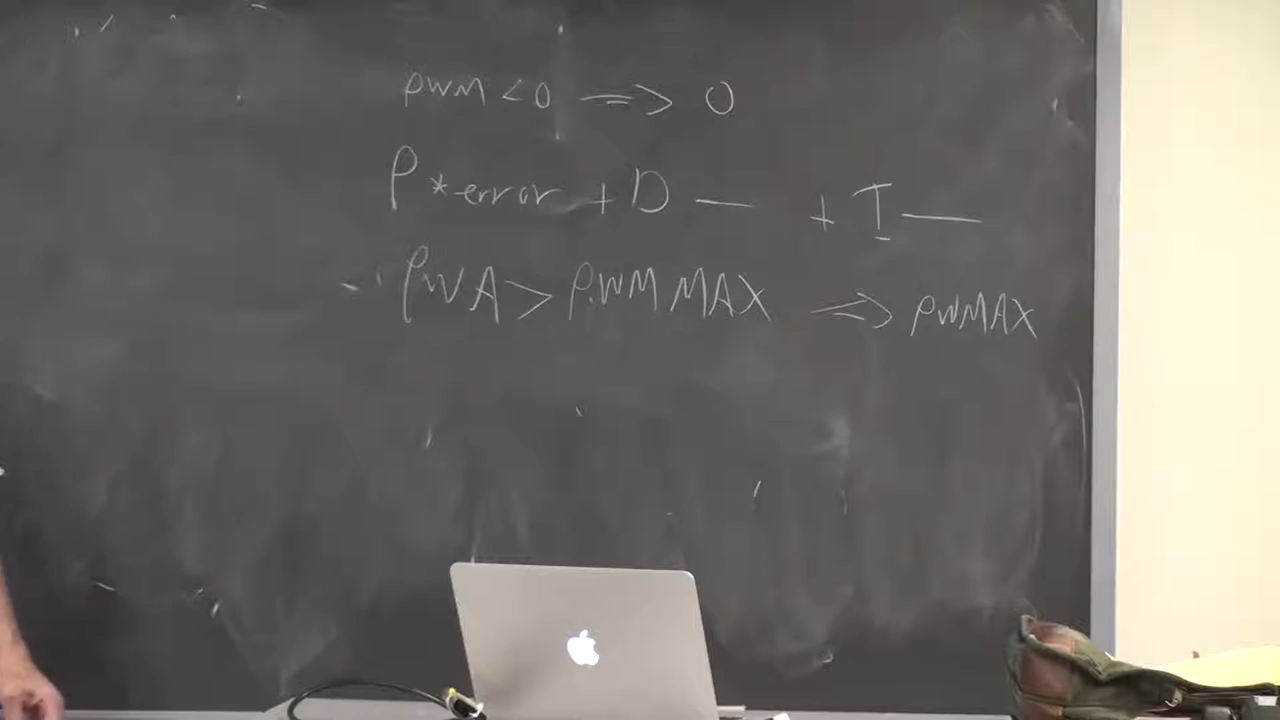 PWM < 0 => 0
P * error + D — + I —
PWA > PWM MAX => PWMAX